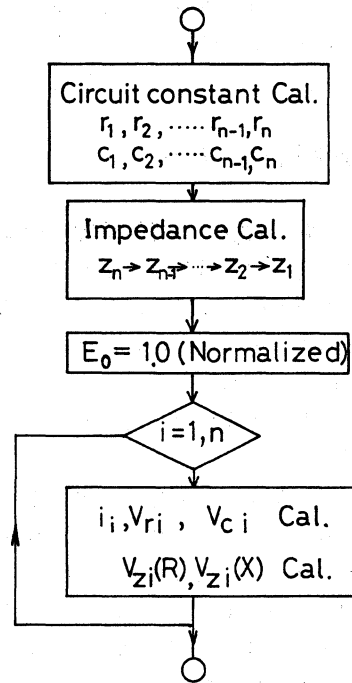 Circuit constant Cal.
r₁, r₂, ····· rₙ₋₁, rₙ
c₁, c₂, ····· cₙ₋₁, cₙ
Impedance Cal.
Zₙ → Zₙ₋₁ → ··· → Z₂ → Z₁
E₀ = 1.0 (Normalized)
i = 1, n
iᵢ, Vrᵢ, Vcᵢ Cal.
Vzᵢ(R), Vzᵢ(X) Cal.